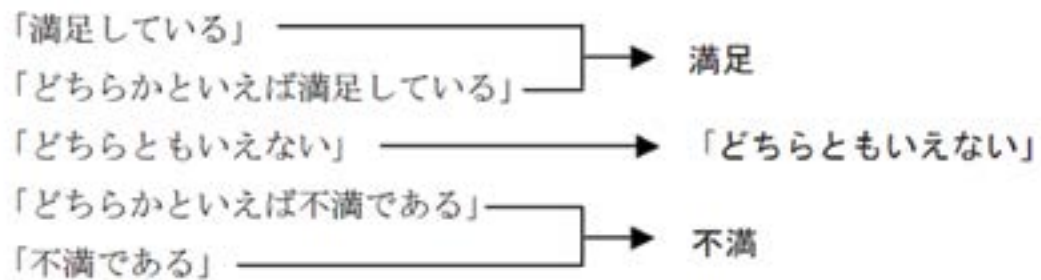 「満足している」
「どちらかといえば満足している」
満足
「どちらともいえない」
「どちらともいえない」
「どちらかといえば不満である」
「不満である」
不満